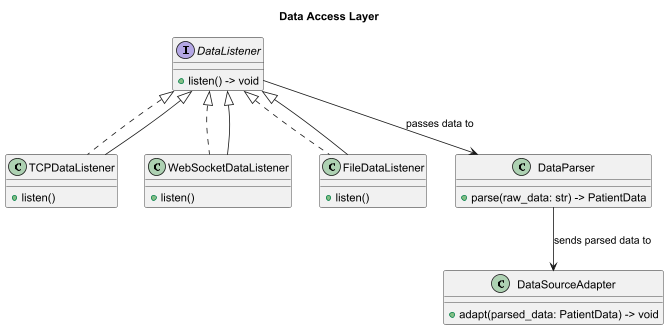 Data Access Layer
I DataListener
listen() -> void
passes data to
C TCPDataListener
listen()
C WebSocketDataListener
listen()
C FileDataListener
listen()
C DataParser
parse(raw_data: str) -> PatientData
sends parsed data to
C DataSourceAdapter
adapt(parsed_data: PatientData) -> void